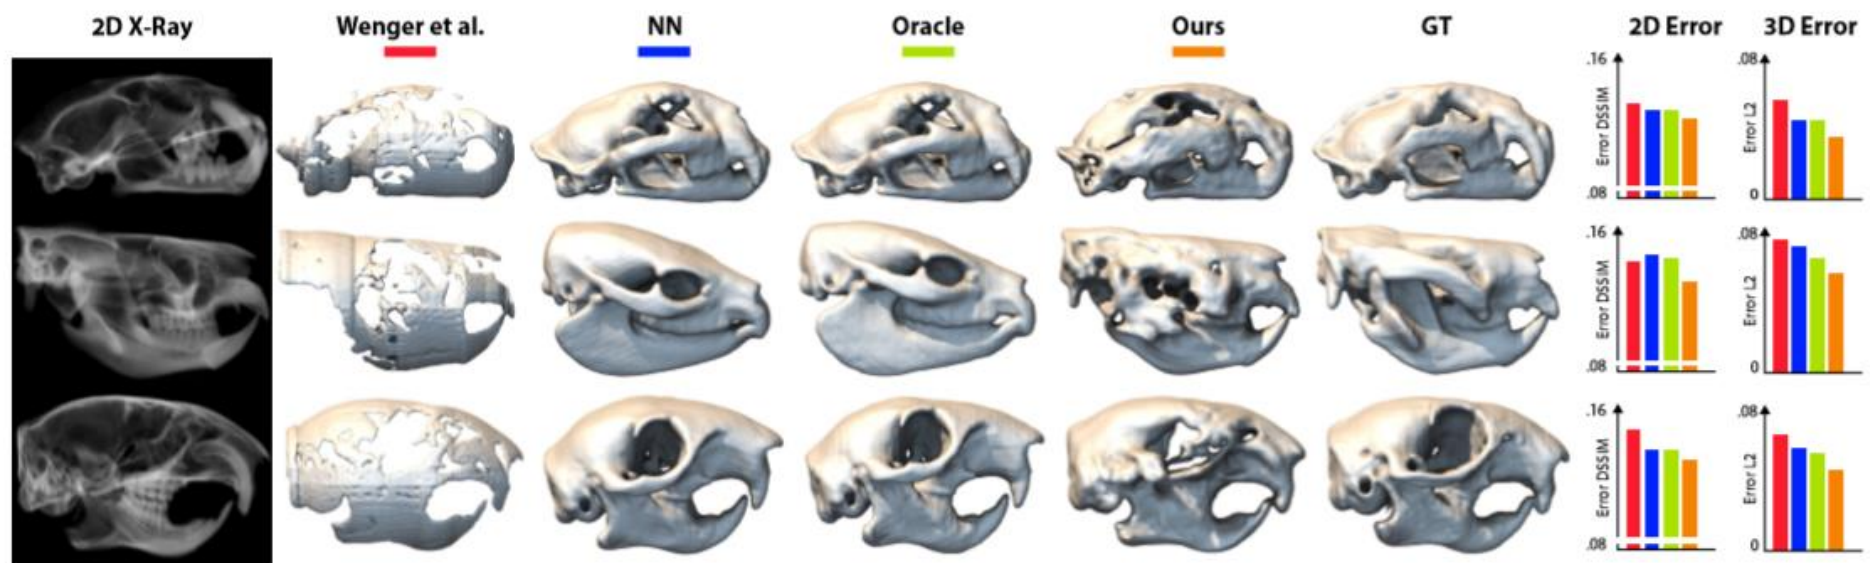 2D X-Ray Wenger et al. NN Oracle Ours GT 2D Error 3D Error
.16 .08
Error DSSIM Error L2
.08 0
.16 .08
Error DSSIM Error L2
.08 0
.16 .08
Error DSSIM Error L2
.08 0